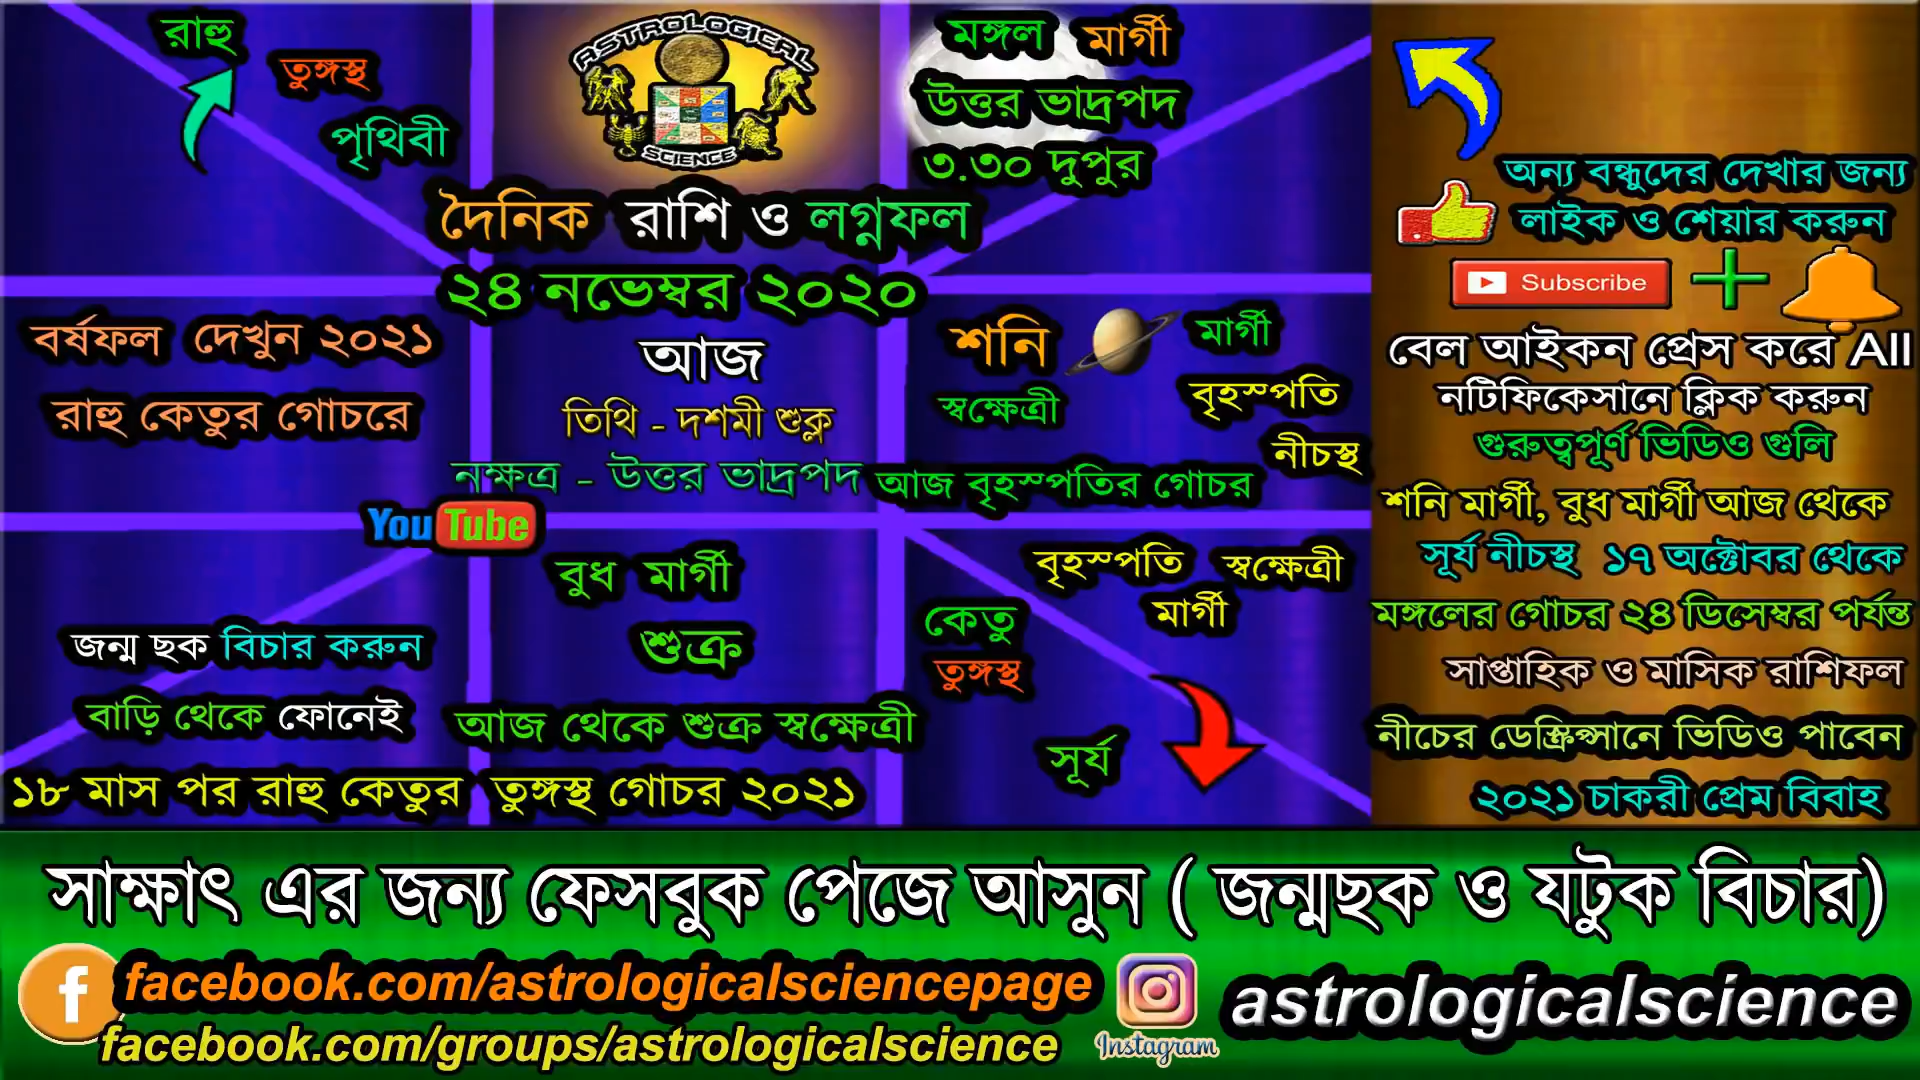 রাহু
তুঙ্গস্থ
পৃথিবী
ASTROLOGICAL
SCIENCE
মঙ্গল মার্গী
উত্তর ভাদ্রপদ
৩.৩০ দুপুর
দৈনিক রাশি ও লগ্নফল
২৪ নভেম্বর ২০২০
বর্ষফল দেখুন ২০২১
রাহু কেতুর গোচরে
আজ
তিথি - দশমী শুক্ল
নক্ষত্র - উত্তর ভাদ্রপদ
শনি মার্গী
স্বক্ষেত্রী
বৃহস্পতি
নীচস্থ
আজ বৃহস্পতির গোচর
YouTube
বুধ মার্গী
শুক্র
আজ থেকে শুক্র স্বক্ষেত্রী
জন্ম ছক বিচার করুন
বাড়ি থেকে ফোনেই
১৮ মাস পর রাহু কেতুর তুঙ্গস্থ গোচর ২০২১
বৃহস্পতি স্বক্ষেত্রী
মার্গী
কেতু
তুঙ্গস্থ
সূর্য
অন্য বন্ধুদের দেখার জন্য
লাইক ও শেয়ার করুন
Subscribe
বেল আইকন প্রেস করে All
নটিফিকেসানে ক্লিক করুন
গুরুত্বপূর্ণ ভিডিও গুলি
শনি মার্গী, বুধ মার্গী আজ থেকে
সূর্য নীচস্থ ১৭ অক্টোবর থেকে
মঙ্গলের গোচর ২৪ ডিসেম্বর পর্যন্ত
সাপ্তাহিক ও মাসিক রাশিফল
নীচের ডেস্ক্রিপ্সানে ভিডিও পাবেন
২০২১ চাকরী প্রেম বিবাহ
সাক্ষাৎ এর জন্য ফেসবুক পেজে আসুন ( জন্মছক ও যটুক বিচার)
facebook.com/astrologicalsciencepage
facebook.com/groups/astrologicalscience
Instagram
astrologicalscience